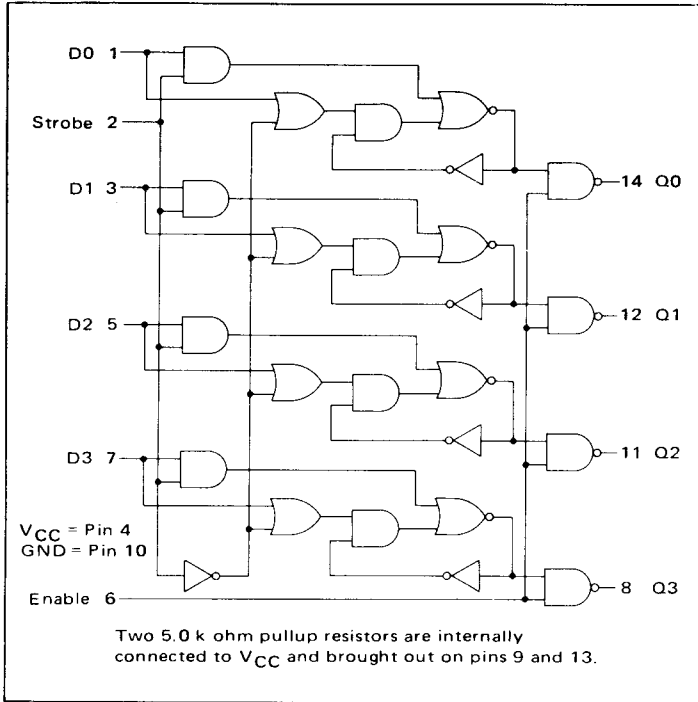 D0 1
Strobe 2
14 Q0
D1 3
12 Q1
D2 5
11 Q2
D3 7
VCC = Pin 4
GND = Pin 10
8 Q3
Enable 6
Two 5.0 k ohm pullup resistors are internally
connected to VCC and brought out on pins 9 and 13.